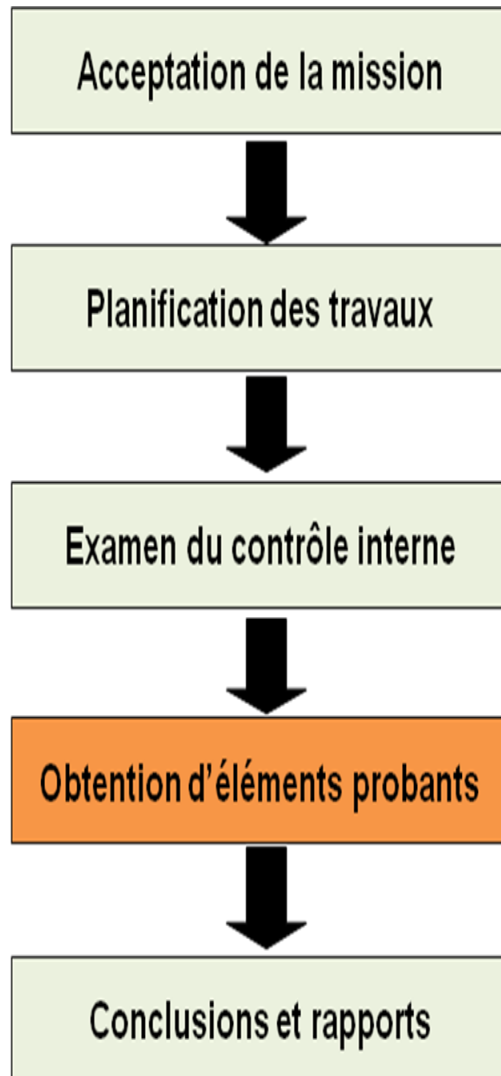 Acceptation de la mission
Planification des travaux
Examen du contrôle interne
Obtention d’éléments probants
Conclusions et rapports